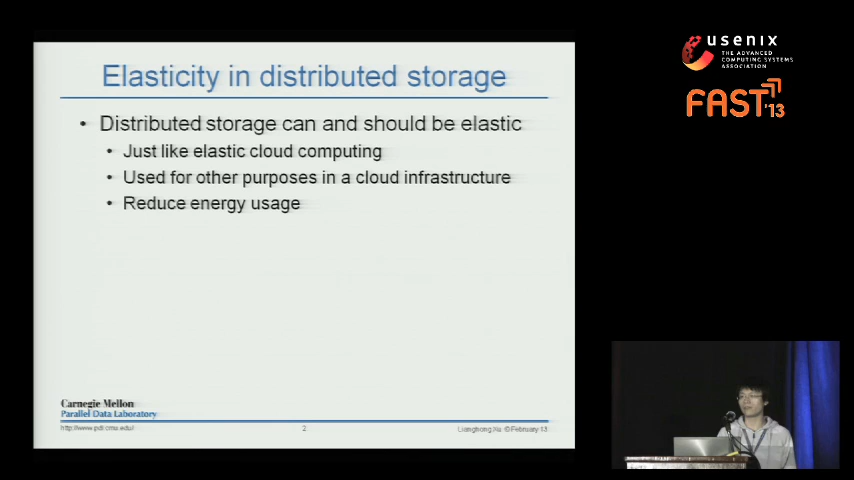 Elasticity in distributed storage
• Distributed storage can and should be elastic
• Just like elastic cloud computing
• Used for other purposes in a cloud infrastructure
• Reduce energy usage
Carnegie Mellon
Parallel Data Laboratory
http://www.pdl.cmu.edu/
2
Lianghong Xu © February 13
usenix
THE ADVANCED
COMPUTING SYSTEMS
ASSOCIATION
FAST'13